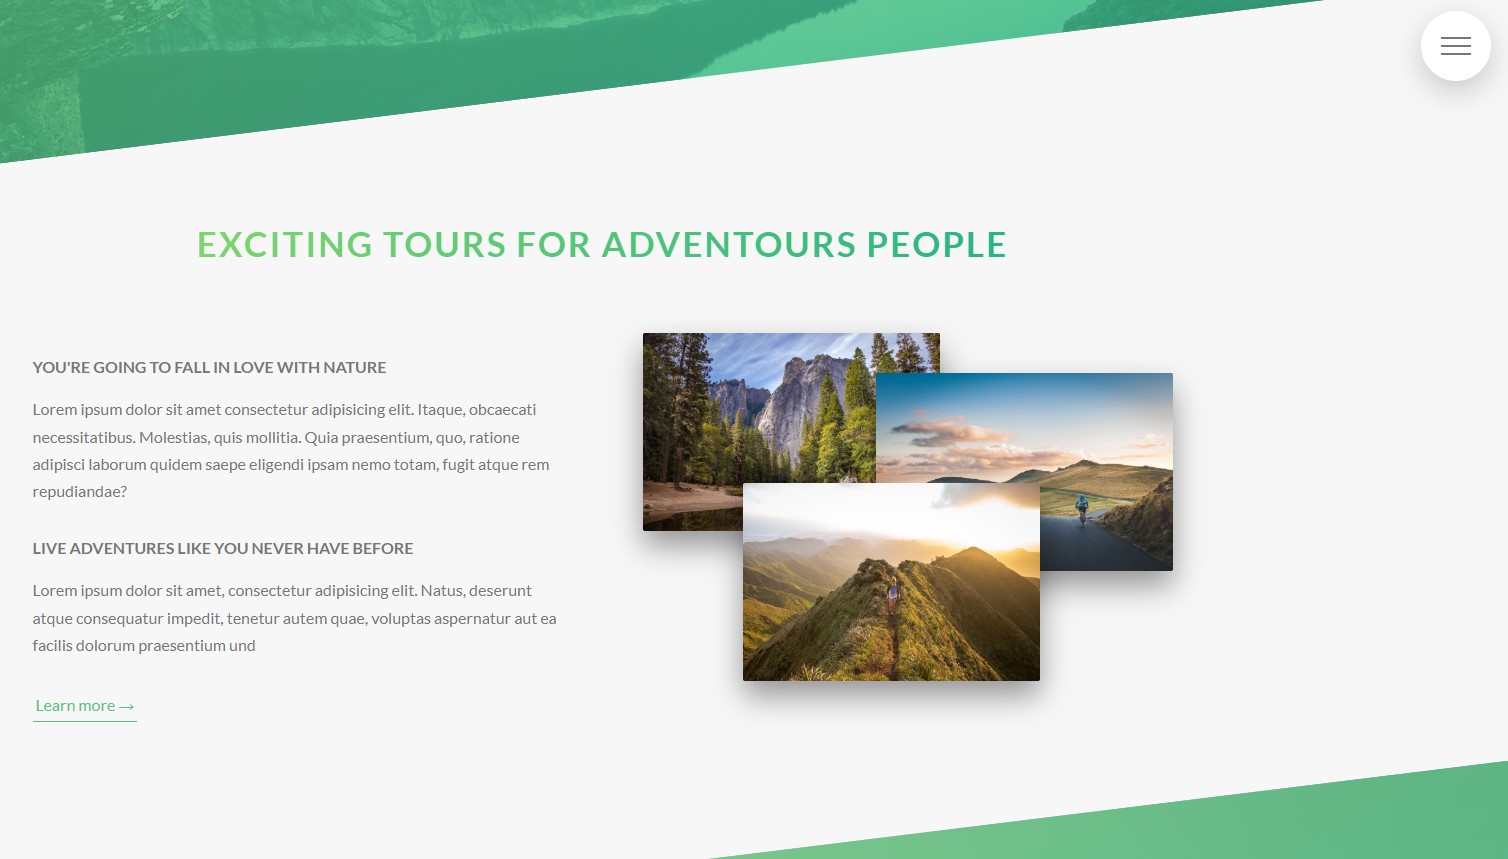 EXCITING TOURS FOR ADVENTOURS PEOPLE
YOU'RE GOING TO FALL IN LOVE WITH NATURE
Lorem ipsum dolor sit amet consectetur adipisicing elit. Itaque, obcaecati
necessitatibus. Molestias, quis mollitia. Quia praesentium, quo, ratione
adipisci laborum quidem saepe eligendi ipsam nemo totam, fugit atque rem
repudiandae?
LIVE ADVENTURES LIKE YOU NEVER HAVE BEFORE
Lorem ipsum dolor sit amet, consectetur adipisicing elit. Natus, deserunt
atque consequatur impedit, tenetur autem quae, voluptas aspernatur aut ea
facilis dolorum praesentium und
Learn more →